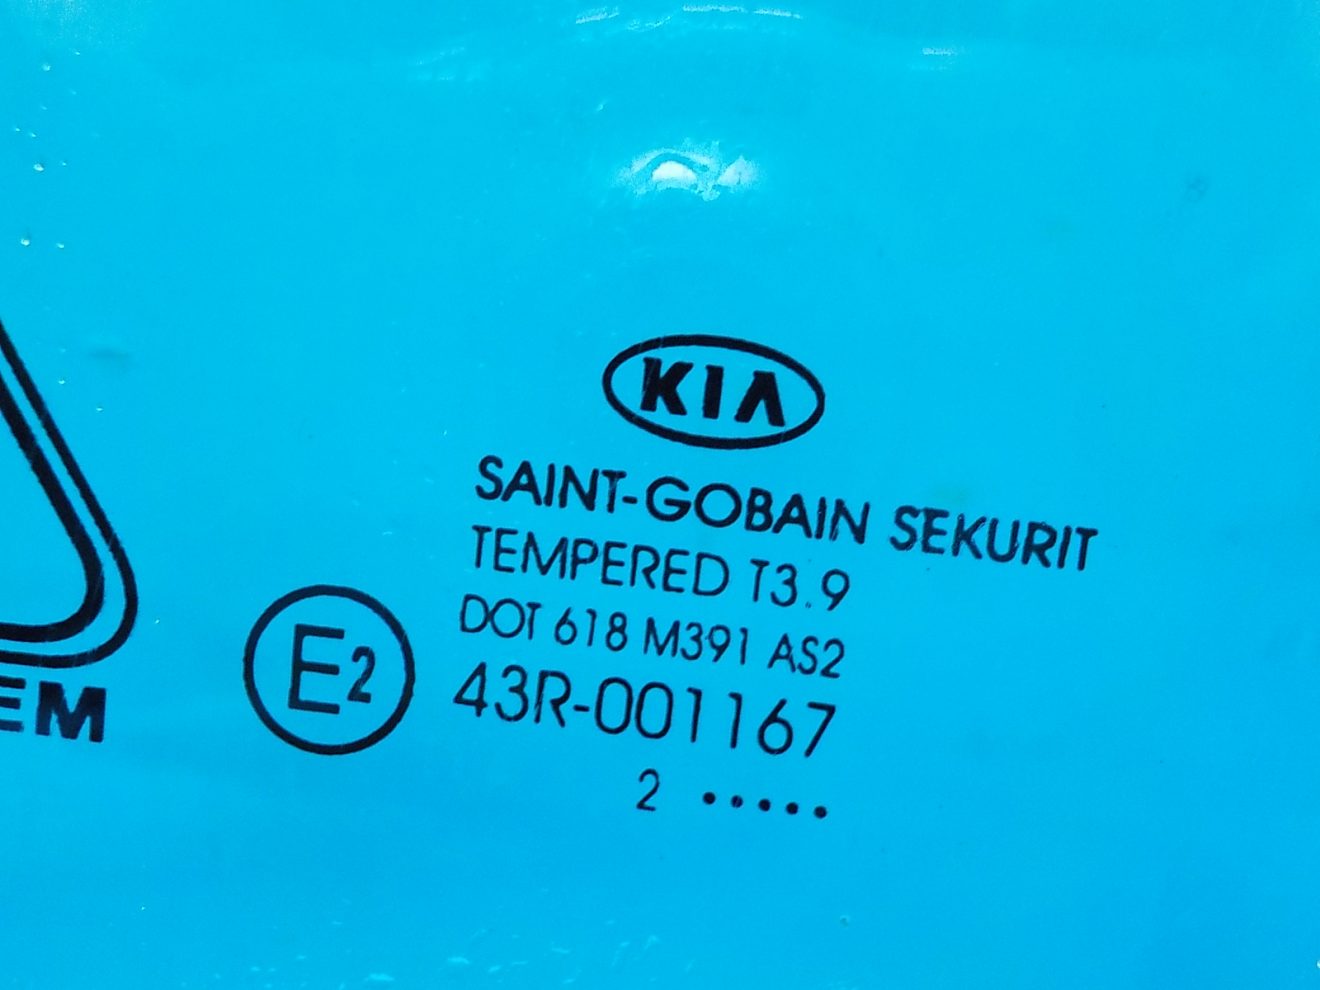 KIA
SAINT-GOBAIN SEKURIT
TEMPERED T3.9
DOT 618 M391 AS2
E2
43R-001167
2 .....
EM